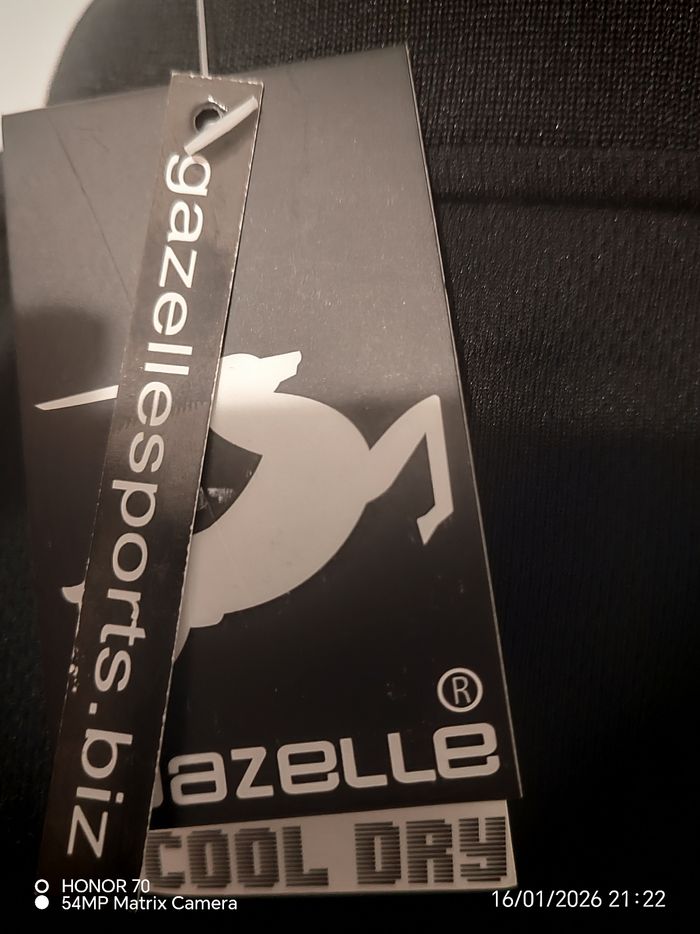 gazellesports.biz
®
gazelle
COOL DRY
HONOR 70
54MP Matrix Camera
16/01/2026 21:22